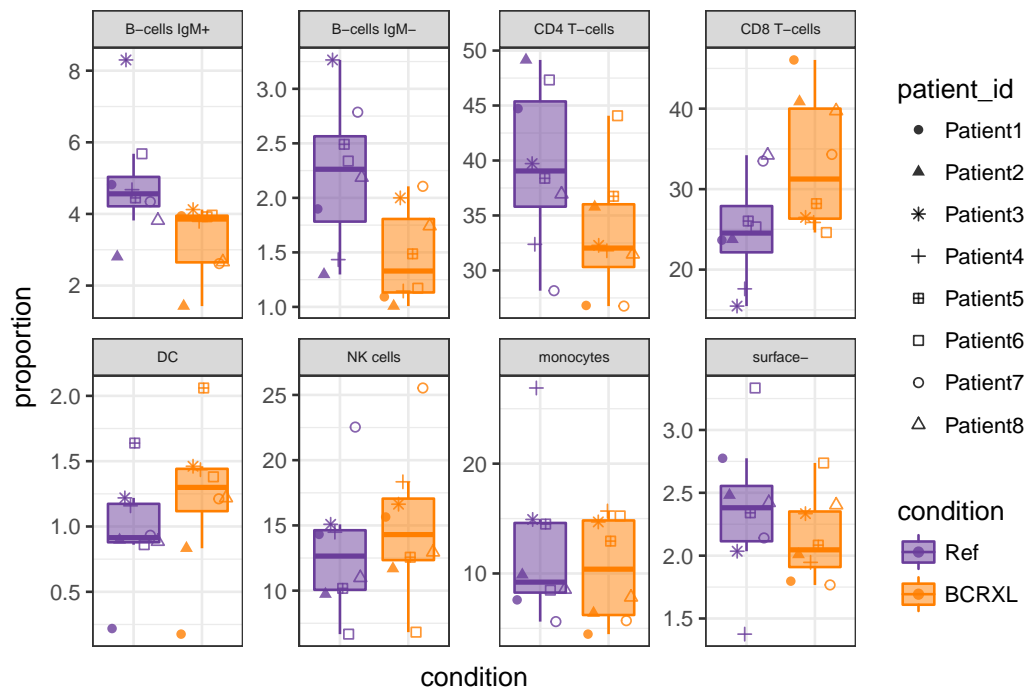 B−cells IgM+
B−cells IgM−
CD4 T−cells
CD8 T−cells
8
6
4
2
3.0
2.5
2.0
1.5
1.0
50
45
40
35
30
40
30
20
DC
NK cells
monocytes
surface−
2.0
1.5
1.0
0.5
25
20
15
10
20
10
3.0
2.5
2.0
1.5
proportion
condition
patient_id
Patient1
Patient2
Patient3
Patient4
Patient5
Patient6
Patient7
Patient8
condition
Ref
BCRXL